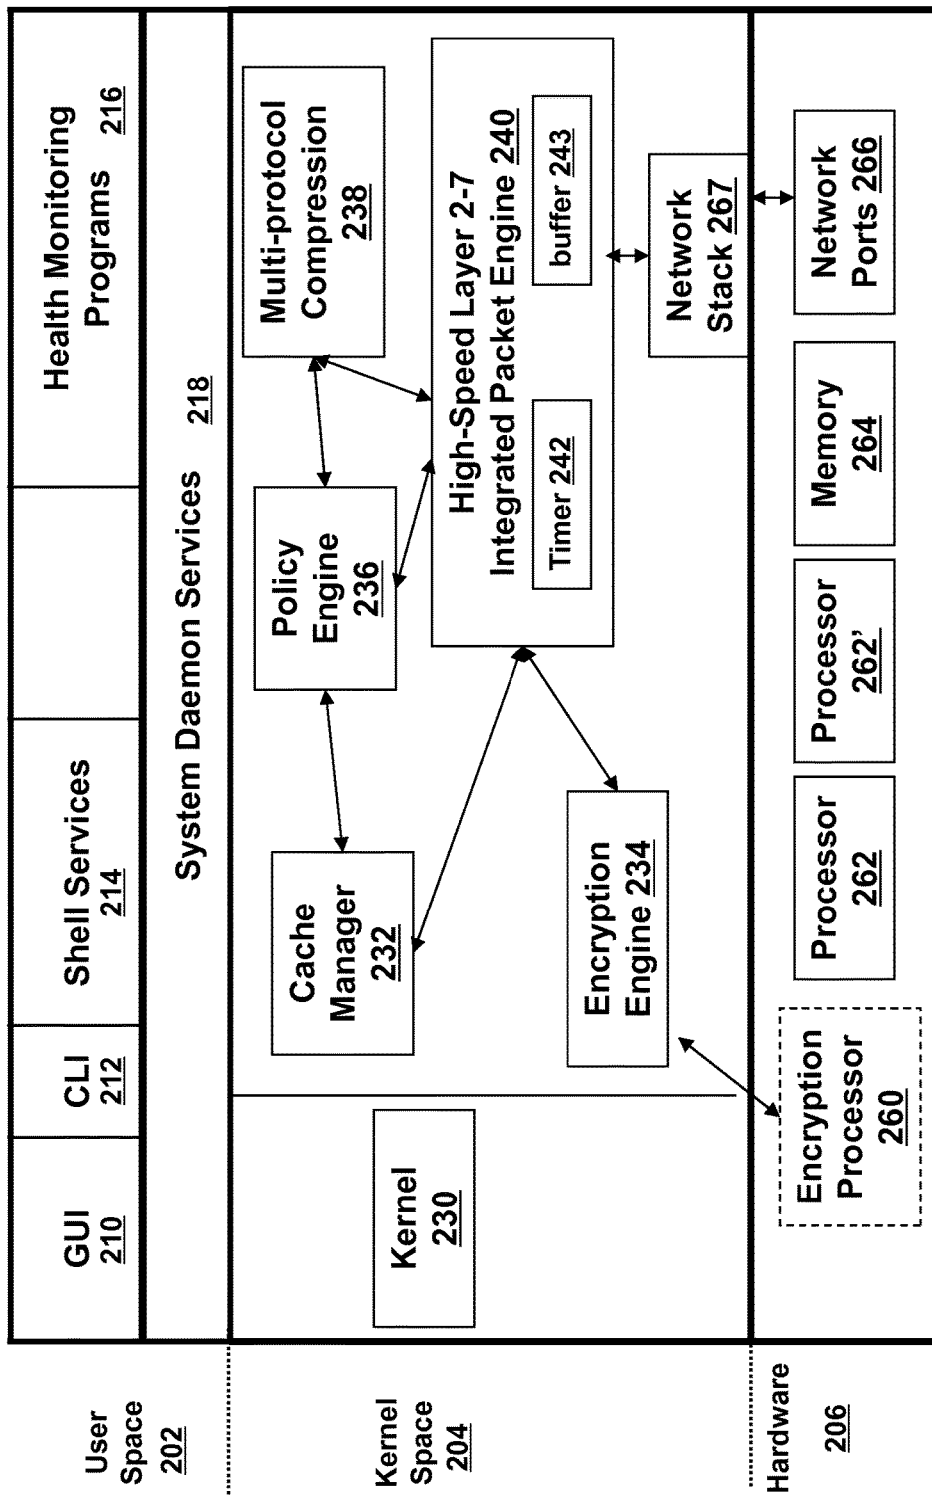 User
Space
202
GUI
210
CLI
212
Shell Services
214
Health Monitoring
Programs 216
System Daemon Services 218
Kernel
Space
204
Kernel
230
Cache
Manager
232
Policy
Engine
236
Multi-protocol
Compression
238
High-Speed Layer 2-7
Integrated Packet Engine 240
Timer 242
buffer 243
Encryption
Engine 234
Network
Stack 267
Hardware
206
Encryption
Processor
260
Processor
262
Processor
262’
Memory
264
Network
Ports 266